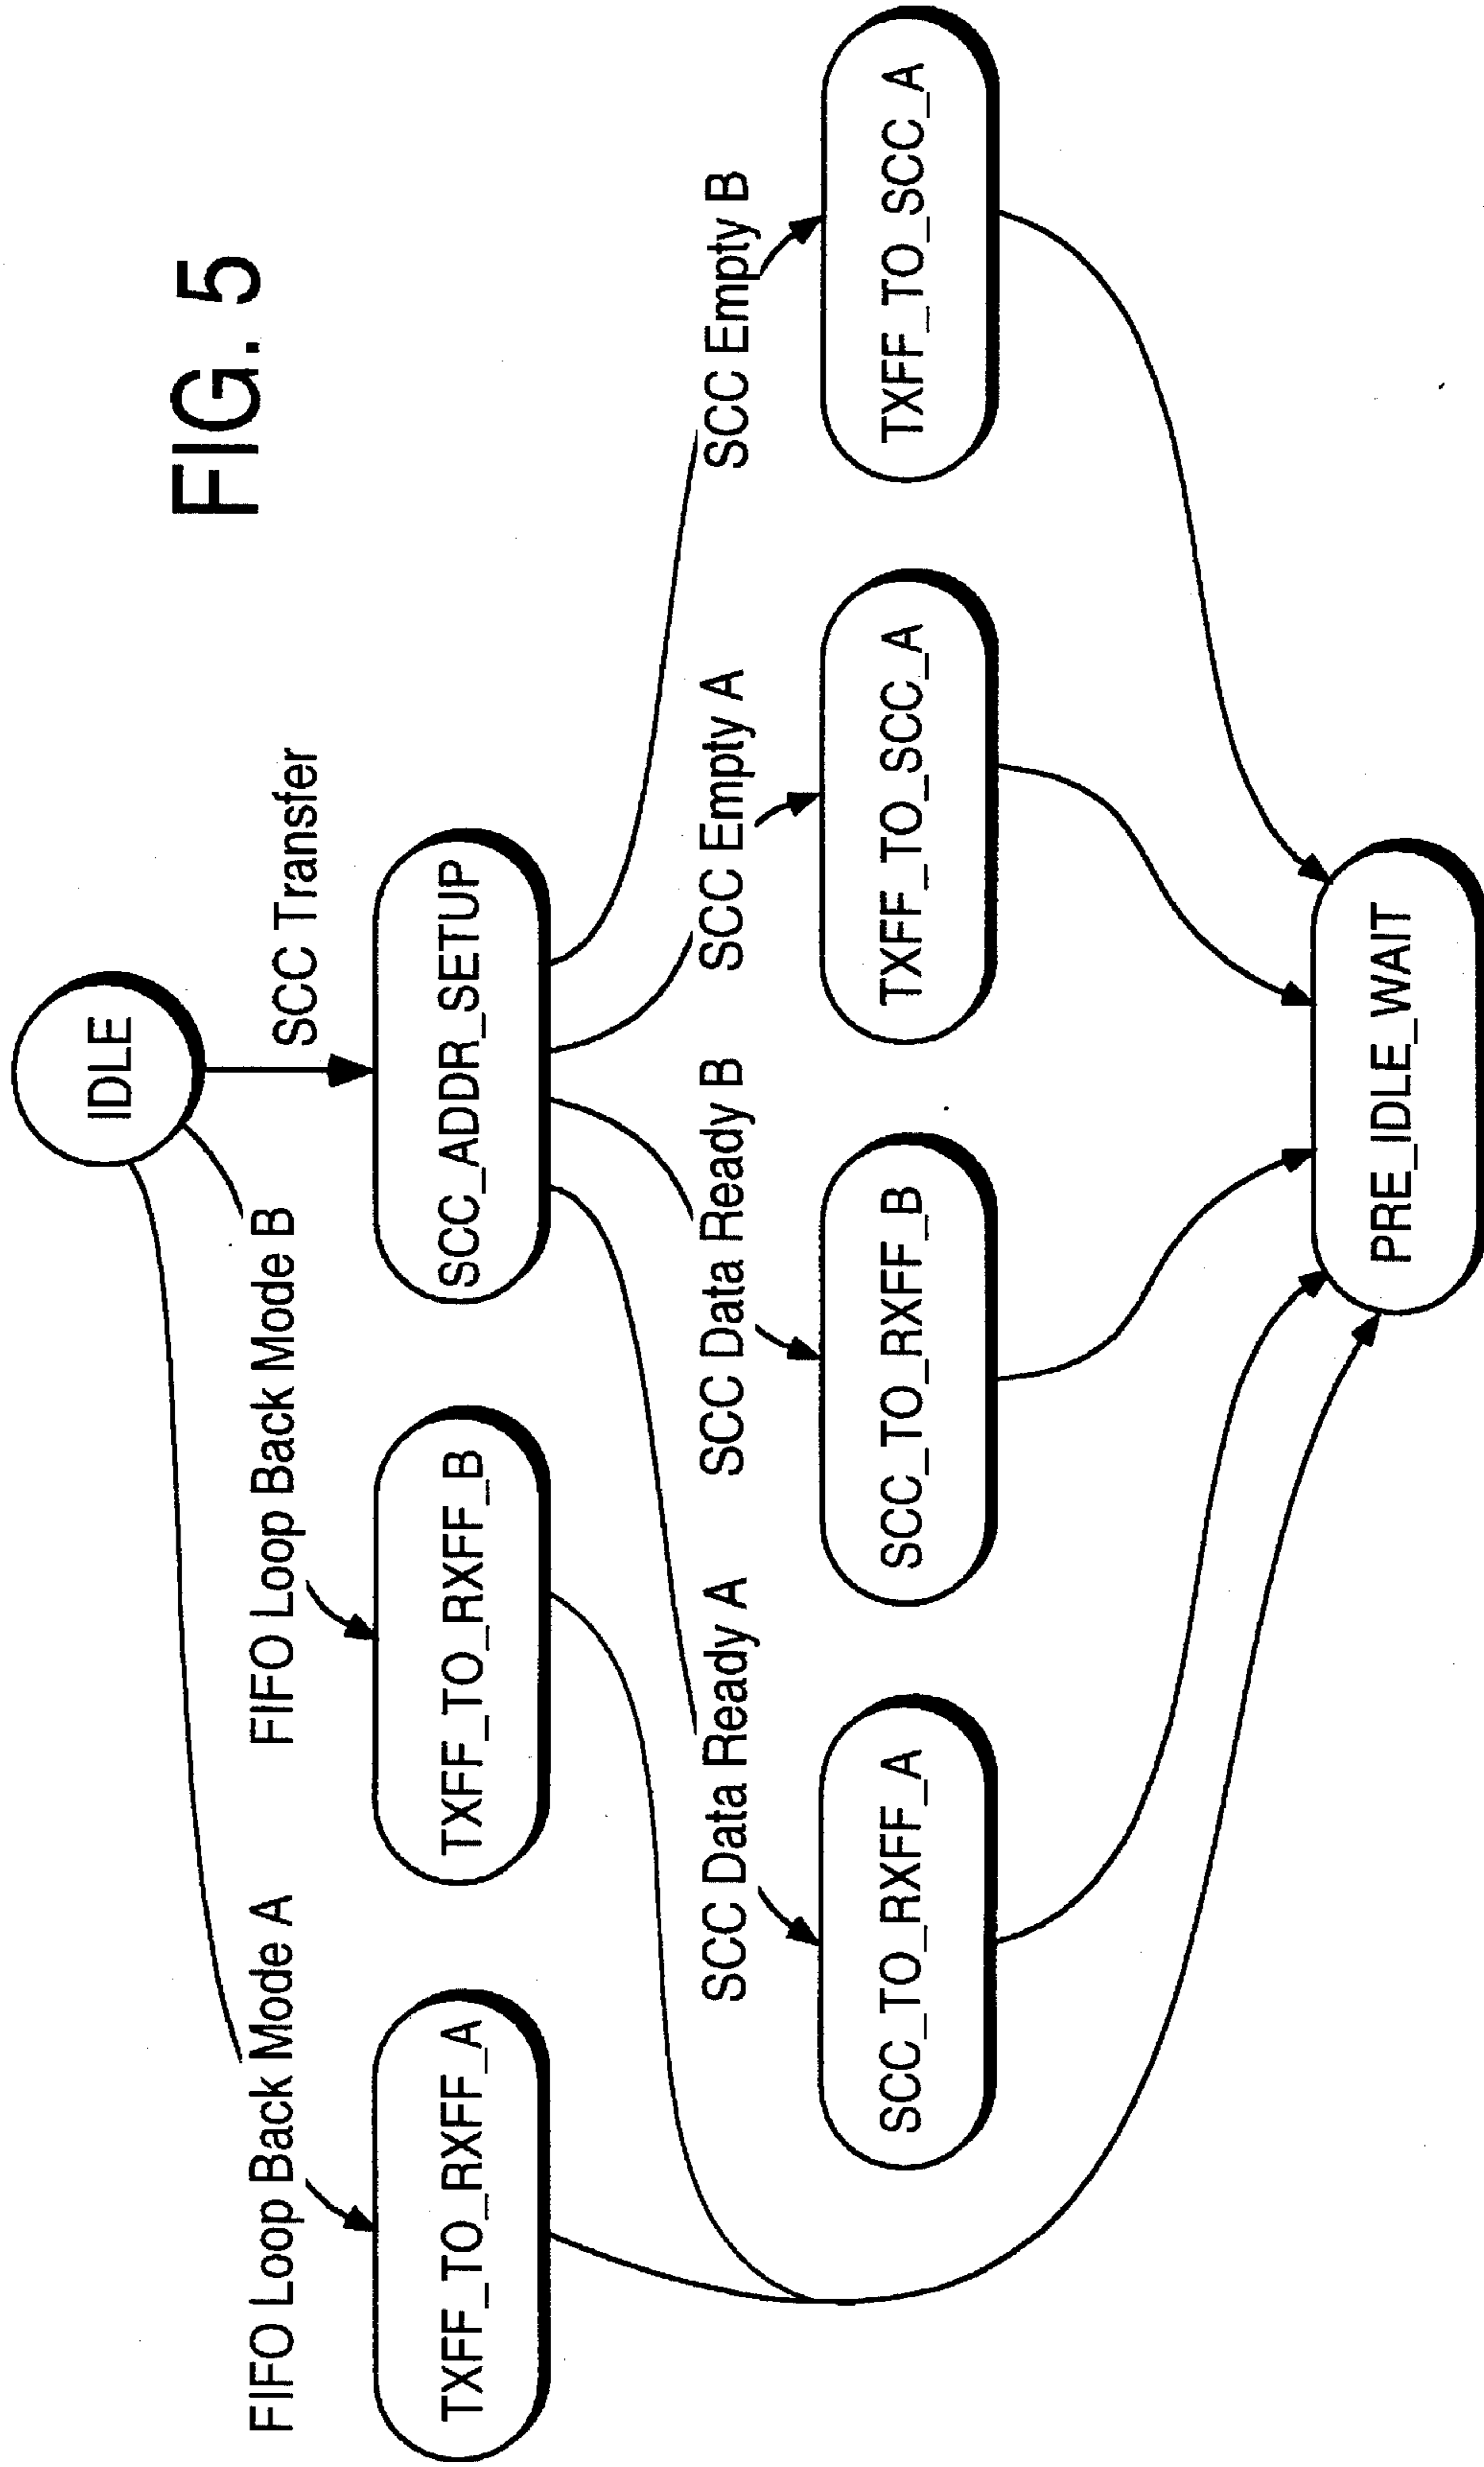 FIG. 5
IDLE
FIFO Loop Back Mode A
FIFO Loop Back Mode B
SCC Transfer
TXFF_TO_RXFF_A
TXFF_TO_RXFF_B
SCC_ADDR_SETUP
SCC Data Ready A
SCC Data Ready B
SCC Empty A
SCC Empty B
SCC_TO_RXFF_A
SCC_TO_RXFF_B
TXFF_TO_SCC_A
TXFF_TO_SCC_A
PRE_IDLE_WAIT